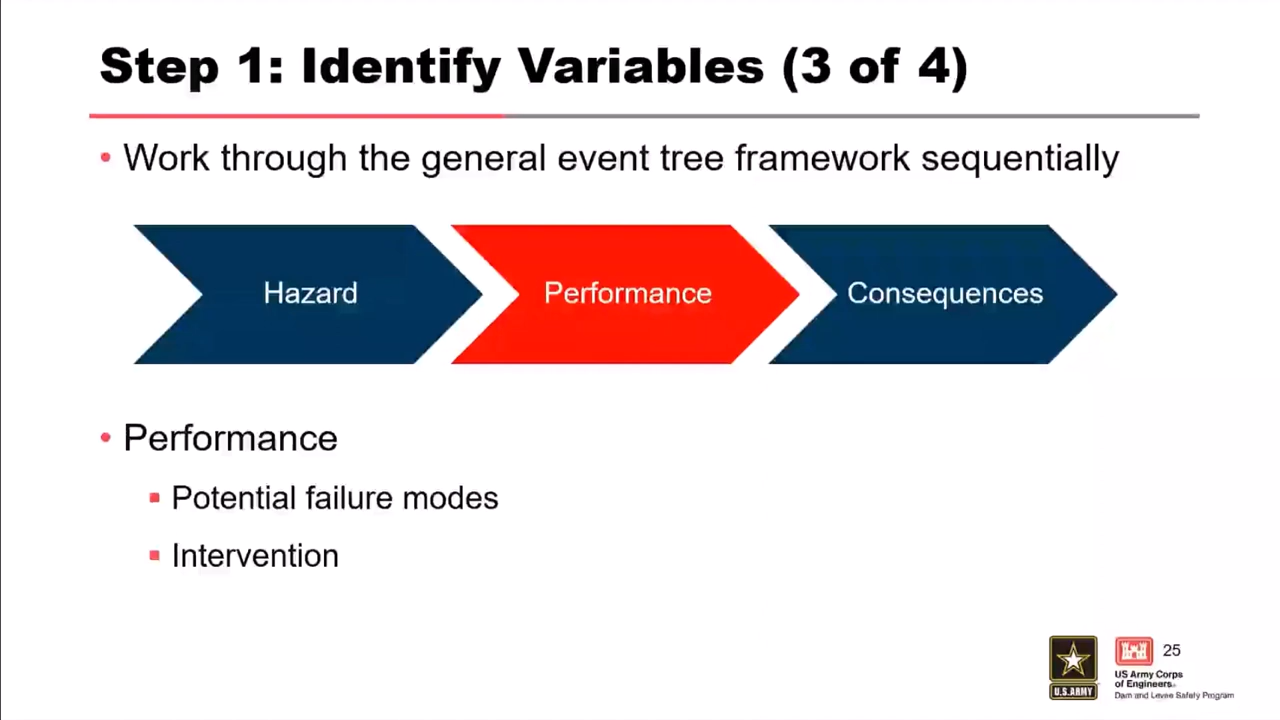 Step 1: Identify Variables (3 of 4)
• Work through the general event tree framework sequentially
Hazard
Performance
Consequences
• Performance
▪ Potential failure modes
▪ Intervention
U.S. ARMY
25
US Army Corps
of Engineers®
Dam and Levee Safety Program